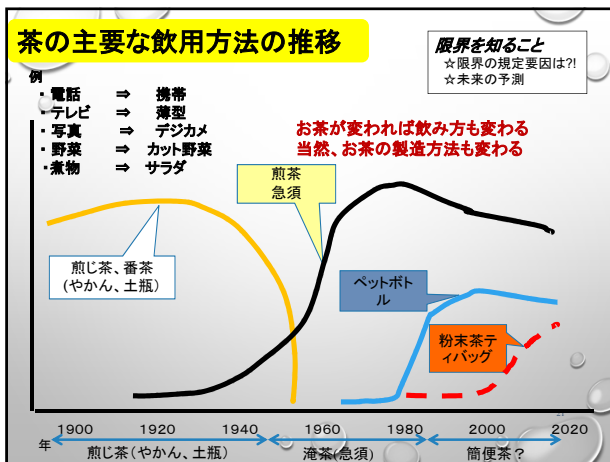 茶の主要な飲用方法の推移
限界を知ること
☆限界の規定要因は?!
☆未来の予測
例
・電話 ⇒ 携帯
・テレビ ⇒ 薄型
・写真 ⇒ デジカメ
・野菜 ⇒ カット野菜
・煮物 ⇒ サラダ
お茶が変われば飲み方も変わる
当然、お茶の製造方法も変わる
煎茶
急須
煎じ茶、番茶
(やかん、土瓶)
ペットボト
ル
粉末茶テ
ィバッグ
1900 1920 1940 1960 1980 2000 2020
年
煎じ茶(やかん、土瓶) 淹茶(急須) 簡便茶?